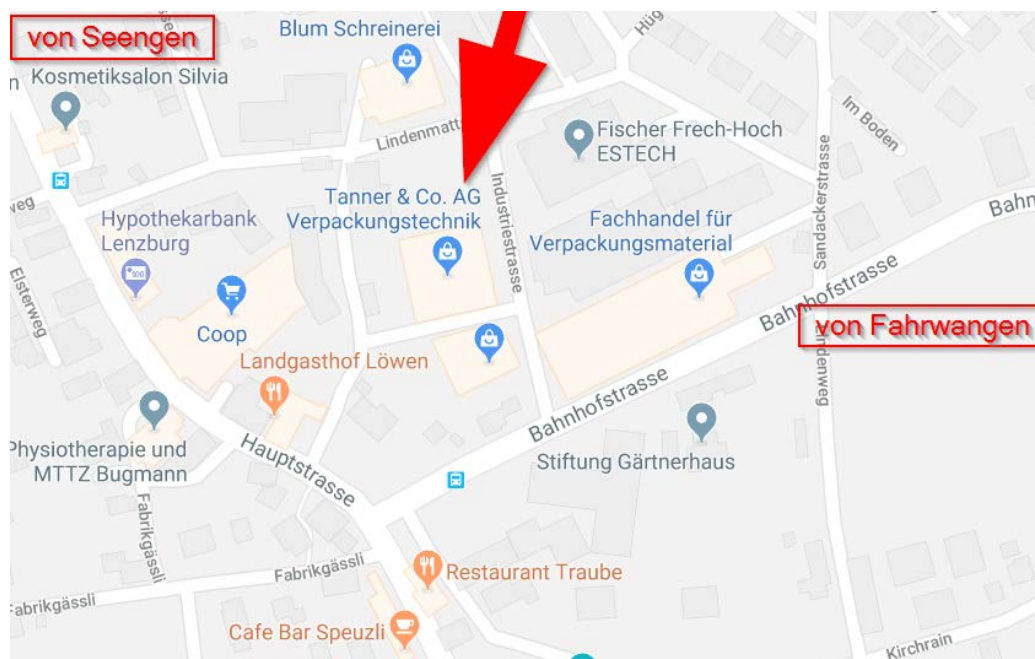 von Seengen
Kosmetiksalon Silvia
Blum Schreinerei
Lindenmatts
Fischer Frech-Hoch
ESTECH
Im Boden
Sandackerstrasse
Industriestrasse
Tanner & Co. AG
Verpackungstechnik
Hypothekarbank
Lenzburg
Fachhandel für
Verpackungsmaterial
Bahn
Bahnhofstrasse
von Fahrwangen
Elsterweg
weg
Coop
Landgasthof Löwen
Bahnhofstrasse
Physiotherapie und
MTTZ Bugmann
Hauptstrasse
Stiftung Gärtnerhaus
Fabrikgässli
Fabrikgässli
Fabrikgässli
Restaurant Traube
Cafe Bar Speuzli
Kirchrain